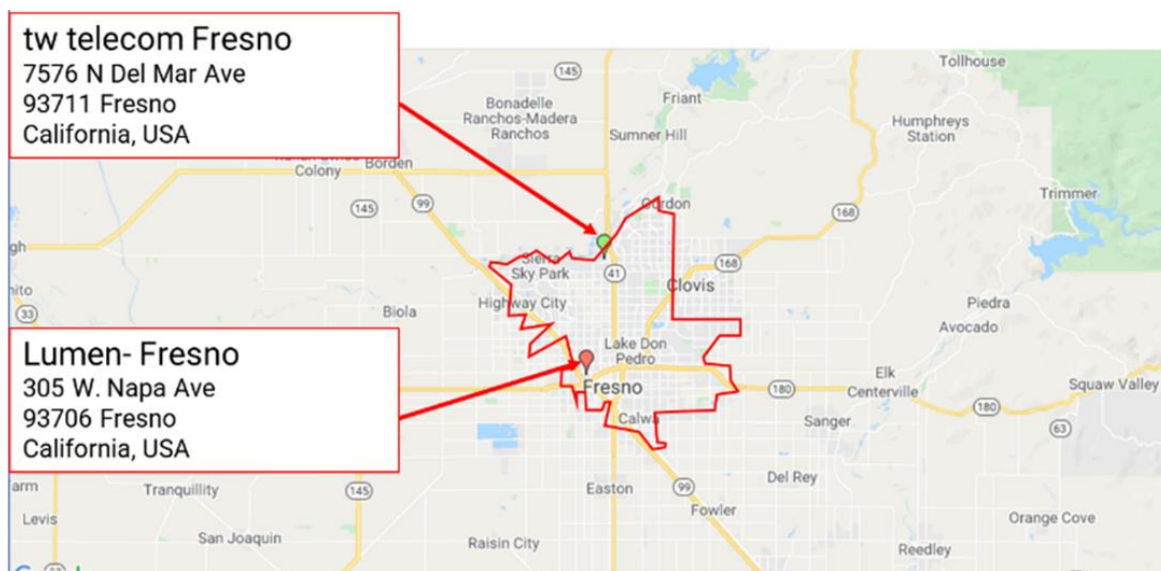 tw telecom Fresno
7576 N Del Mar Ave
93711 Fresno
California, USA
Lumen- Fresno
305 W. Napa Ave
93706 Fresno
California, USA
Tollhouse
145
Bonadelle
Ranchos-Madera
Ranchos
Friant
Humphreys
Station
Sumner Hill
Colony
Borden
Trimmer
145
99
Gordon
168
Sierra
Sky Park
41
168
Clovis
Highway City
Piedra
33
Biola
Avocado
Lake Don
Pedro
Fresno
Elk
Centerville
Squaw Valley
180
180
Calwa
Sanger
63
Tranquillity
145
Easton
99
Del Rey
Fowler
Levis
San Joaquin
Raisin City
Orange Cove
Reedley